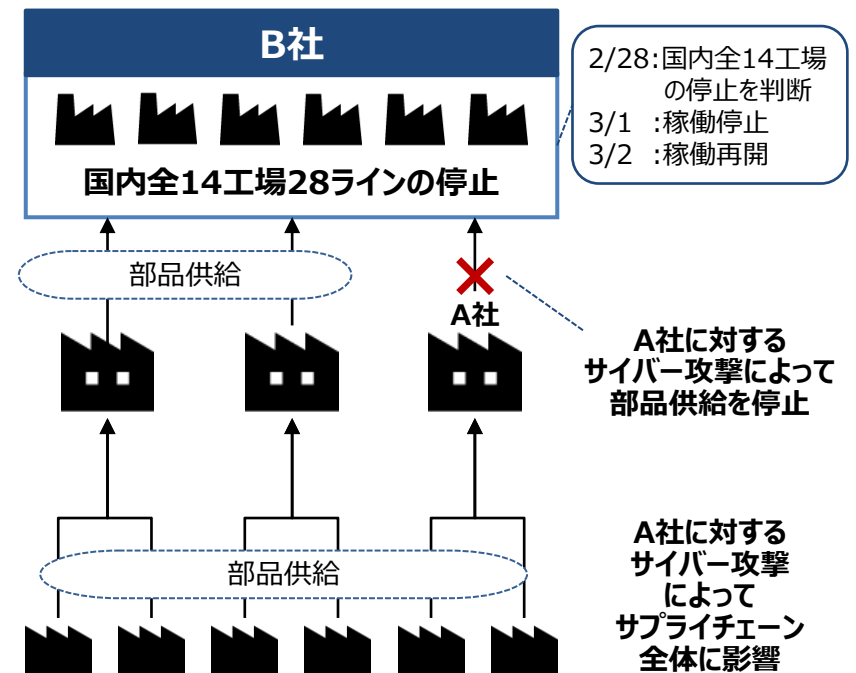 B社
国内全14工場28ラインの停止
2/28:国内全14工場
の停止を判断
3/1 :稼働停止
3/2 :稼働再開
部品供給
A社
A社に対する
サイバー攻撃によって
部品供給を停止
部品供給
A社に対する
サイバー攻撃
によって
サプライチェーン
全体に影響